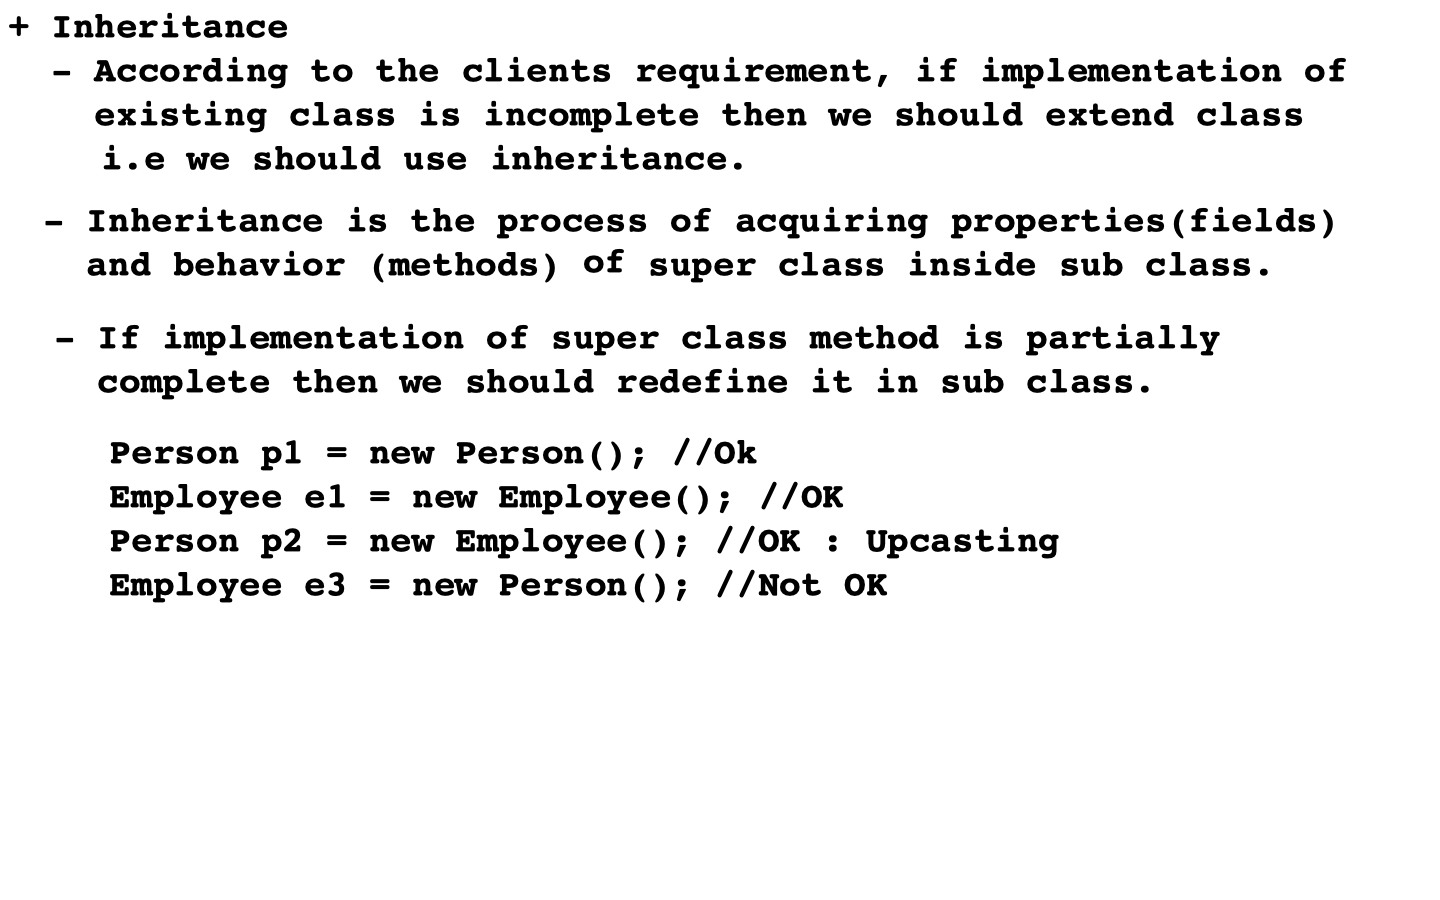 + Inheritance
- According to the clients requirement, if implementation of
existing class is incomplete then we should extend class
i.e we should use inheritance.
- Inheritance is the process of acquiring properties(fields)
and behavior (methods) of super class inside sub class.
- If implementation of super class method is partially
complete then we should redefine it in sub class.
Person p1 = new Person(); //Ok
Employee e1 = new Employee(); //OK
Person p2 = new Employee(); //OK : Upcasting
Employee e3 = new Person(); //Not OK